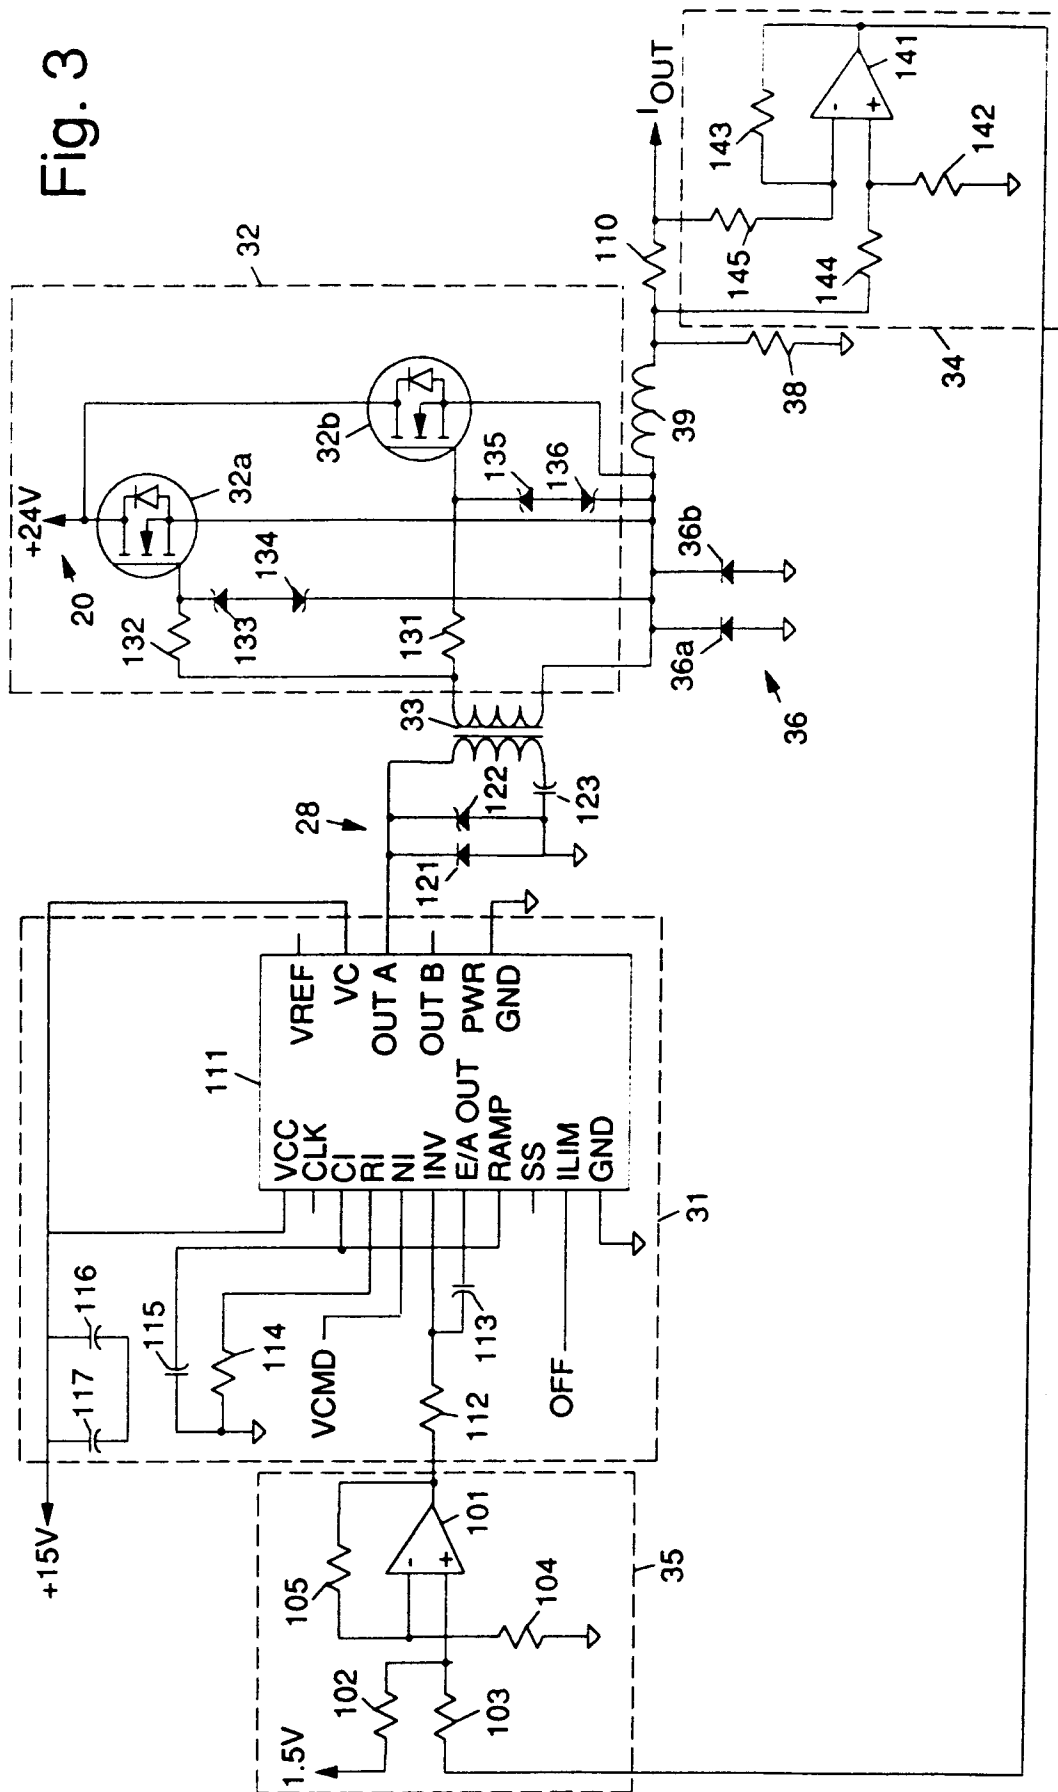 Fig. 3
+15V
117
116
115
114
VCMD
112
113
OFF
31
111
VCC
CLK
CI
RI
NI
INV
E/A OUT
RAMP
SS
ILIM
GND
VREF
VC
OUT A
OUT B
PWR
GND
1.5V
102
103
105
101
104
35
28
121
122
123
33
+24V
20
32
32a
32b
132
133
134
131
135
136
36a
36b
36
39
38
110
IOUT
145
144
143
141
142
34